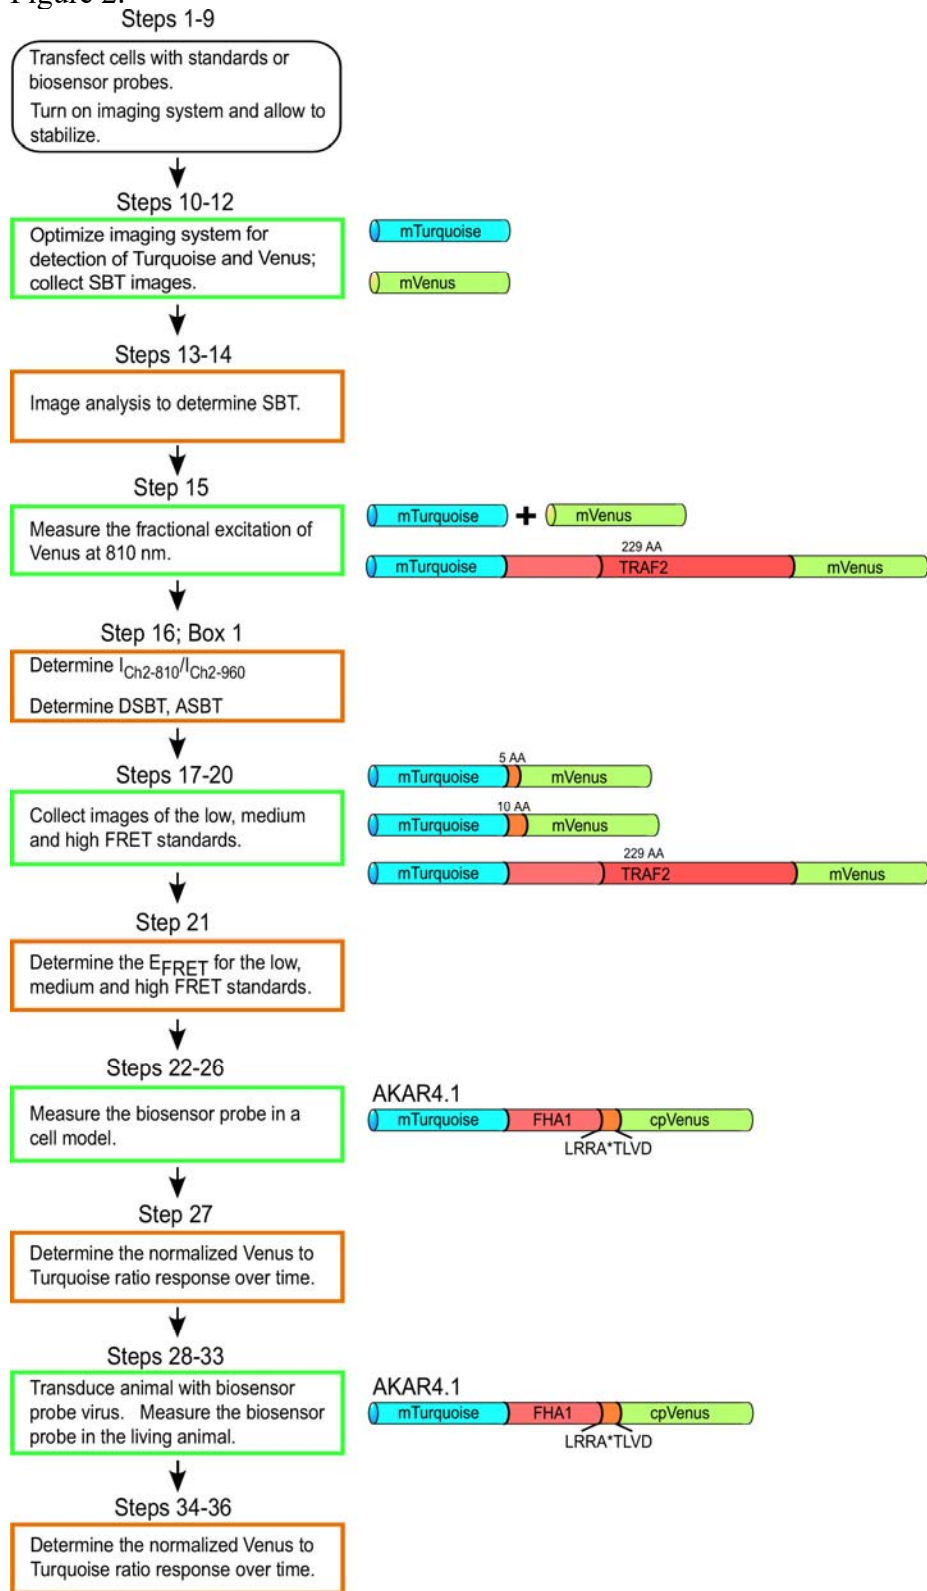 Figure 2.
Steps 1-9
Transfect cells with standards or
biosensor probes.
Turn on imaging system and allow to
stabilize.
Steps 10-12
Optimize imaging system for
detection of Turquoise and Venus;
collect SBT images.
mTurquoise
mVenus
Steps 13-14
Image analysis to determine SBT.
Step 15
Measure the fractional excitation of
Venus at 810 nm.
mTurquoise + mVenus
229 AA
mTurquoise TRAF2 mVenus
Step 16; Box 1
Determine ICh2-810/ICh2-960
Determine DSBT, ASBT
Steps 17-20
Collect images of the low, medium
and high FRET standards.
5 AA
mTurquoise mVenus
10 AA
mTurquoise mVenus
229 AA
mTurquoise TRAF2 mVenus
Step 21
Determine the EFRET for the low,
medium and high FRET standards.
Steps 22-26
Measure the biosensor probe in a
cell model.
AKAR4.1
mTurquoise FHA1 cpVenus
LRRA*TLVD
Step 27
Determine the normalized Venus to
Turquoise ratio response over time.
Steps 28-33
Transduce animal with biosensor
probe virus. Measure the biosensor
probe in the living animal.
AKAR4.1
mTurquoise FHA1 cpVenus
LRRA*TLVD
Steps 34-36
Determine the normalized Venus to
Turquoise ratio response over time.